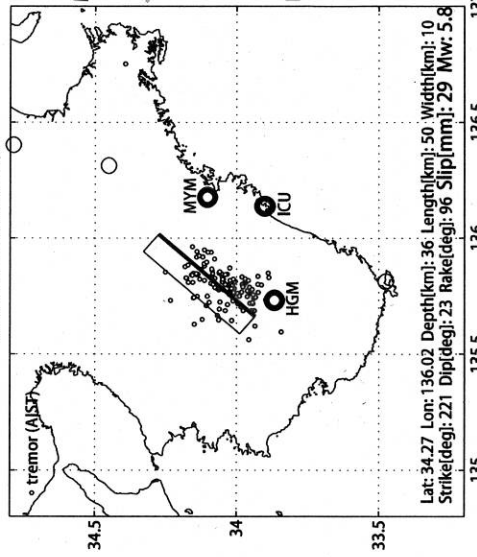 tremor (AIST)
MYM
ICU
HGM
34.5
34
33.5
Lat: 34.27 Lon: 136.02 Depth[km]: 36 Length[km]: 50 Width[km]: 10
Strike[deg]: 221 Dip[deg]: 23 Rake[deg]: 96 Slip[mm]: 29 Mw: 5.8
135.5
136
136.5